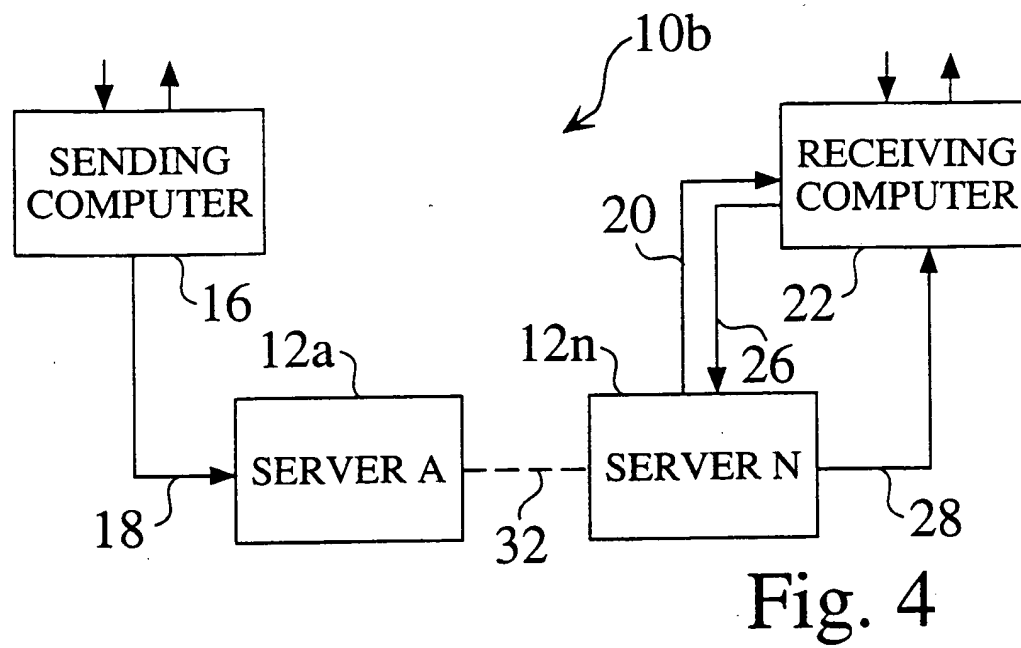 10b
SENDING
COMPUTER
RECEIVING
COMPUTER
20
16
22
12a
12n
26
SERVER A
SERVER N
18
32
28
Fig. 4